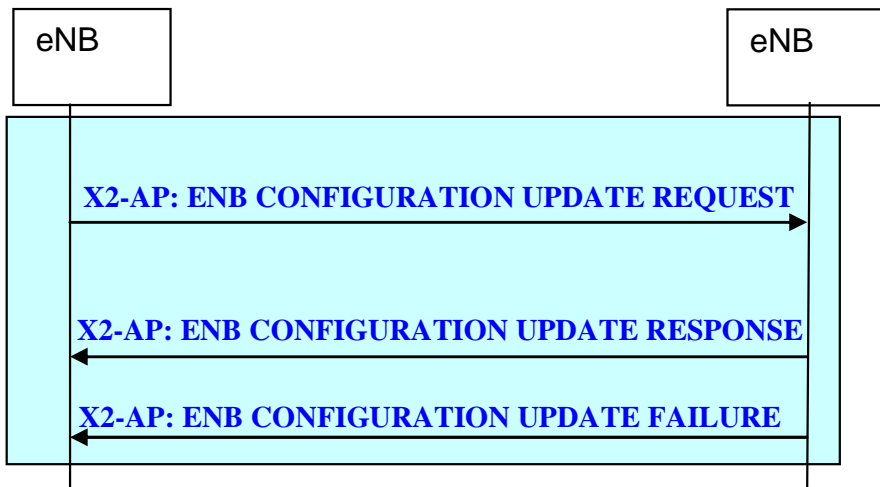 eNB
eNB
X2-AP: ENB CONFIGURATION UPDATE REQUEST
X2-AP: ENB CONFIGURATION UPDATE RESPONSE
X2-AP: ENB CONFIGURATION UPDATE FAILURE